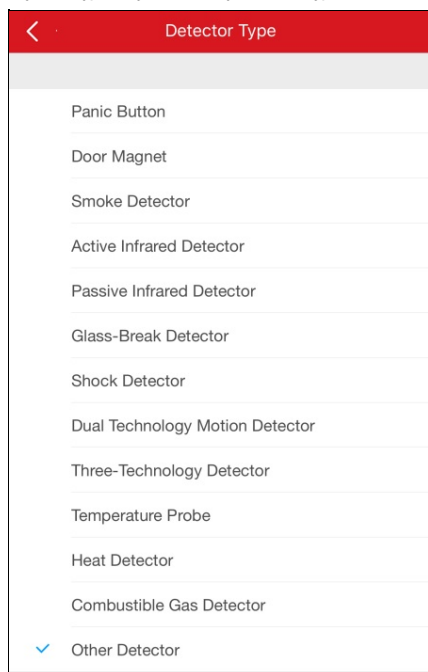 Detector Type
Panic Button
Door Magnet
Smoke Detector
Active Infrared Detector
Passive Infrared Detector
Glass-Break Detector
Shock Detector
Dual Technology Motion Detector
Three-Technology Detector
Temperature Probe
Heat Detector
Combustible Gas Detector
Other Detector